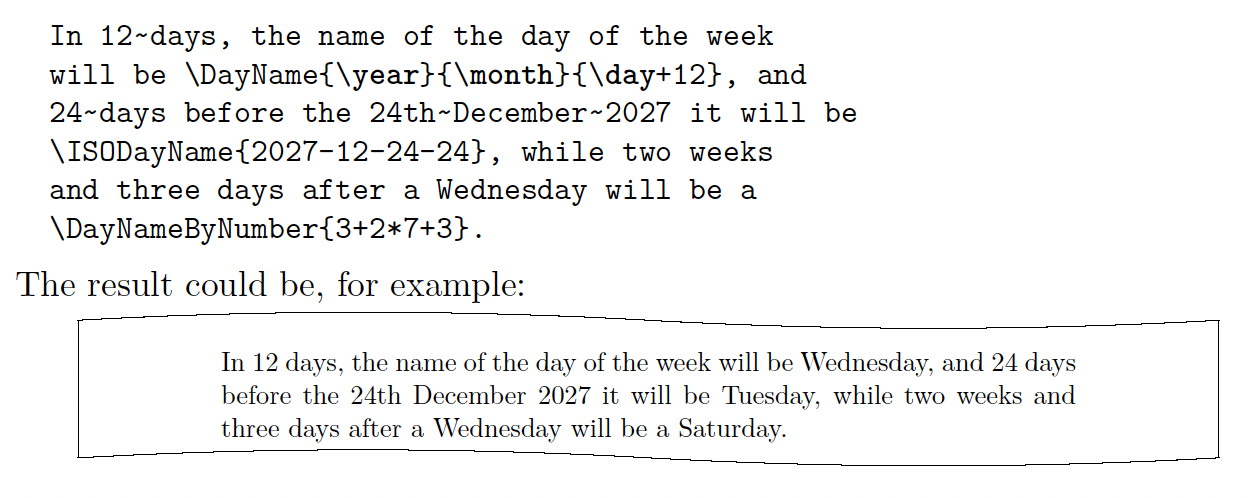 In 12~days, the name of the day of the week
will be \DayName{\year}{\month}{\day+12}, and
24~days before the 24th~December~2027 it will be
\ISODayName{2027-12-24-24}, while two weeks
and three days after a Wednesday will be a
\DayNameByNumber{3+2*7+3}.
The result could be, for example:
In 12 days, the name of the day of the week will be Wednesday, and 24 days
before the 24th December 2027 it will be Tuesday, while two weeks and
three days after a Wednesday will be a Saturday.